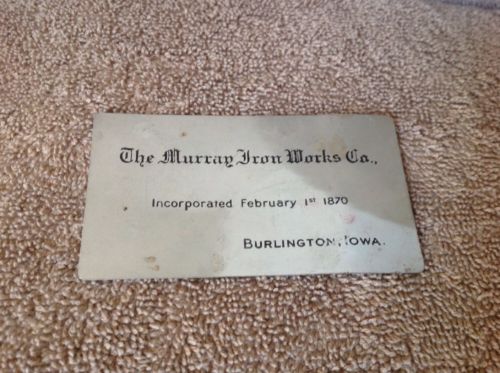 The Murray Iron Works Co.,
Incorporated February 1st 1870
BURLINGTON, IOWA.